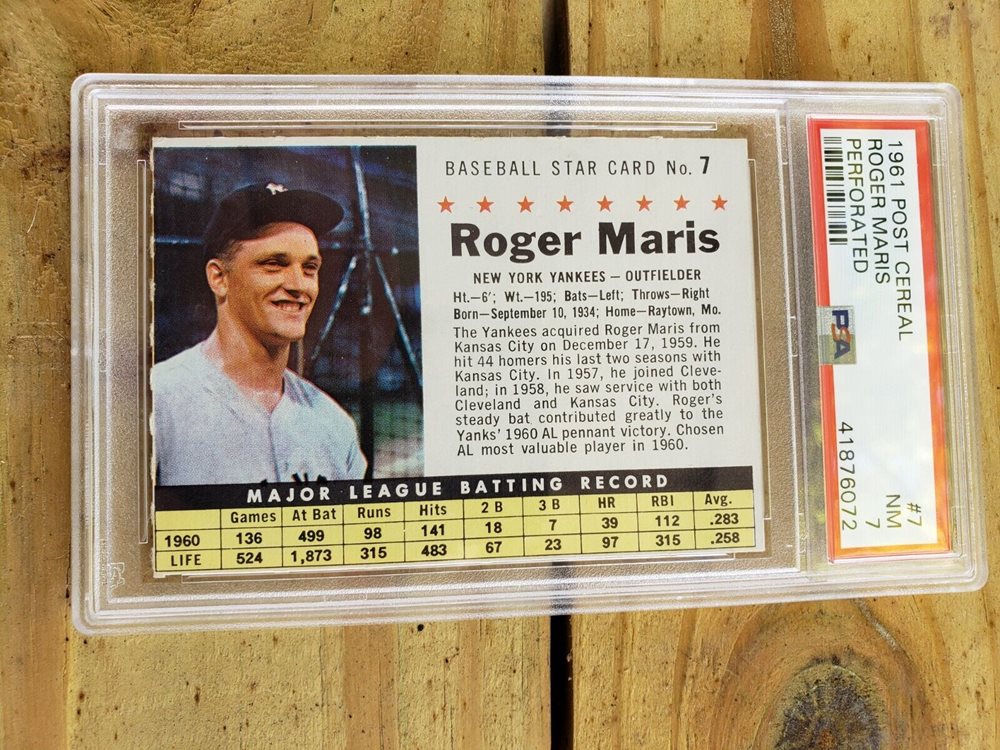 BASEBALL STAR CARD No. 7
Roger Maris
NEW YORK YANKEES — OUTFIELDER
Ht.—6'; Wt.—195; Bats—Left; Throws—Right
Born—September 10, 1934; Home—Raytown, Mo.
The Yankees acquired Roger Maris from
Kansas City on December 17, 1959. He
hit 44 homers his last two seasons with
Kansas City. In 1957, he joined Cleve-
land; in 1958, he saw service with both
Cleveland and Kansas City. Roger's
steady bat contributed greatly to the
Yanks' 1960 AL pennant victory. Chosen
AL most valuable player in 1960.
MAJOR LEAGUE BATTING RECORD
Games At Bat Runs Hits 2 B 3 B HR RBI Avg.
1960 136 499 98 141 18 7 39 112 .283
LIFE 524 1,873 315 483 67 23 97 315 .258
1961 POST CEREAL #7
ROGER MARIS NM
PERFORATED 7
PSA
41876072